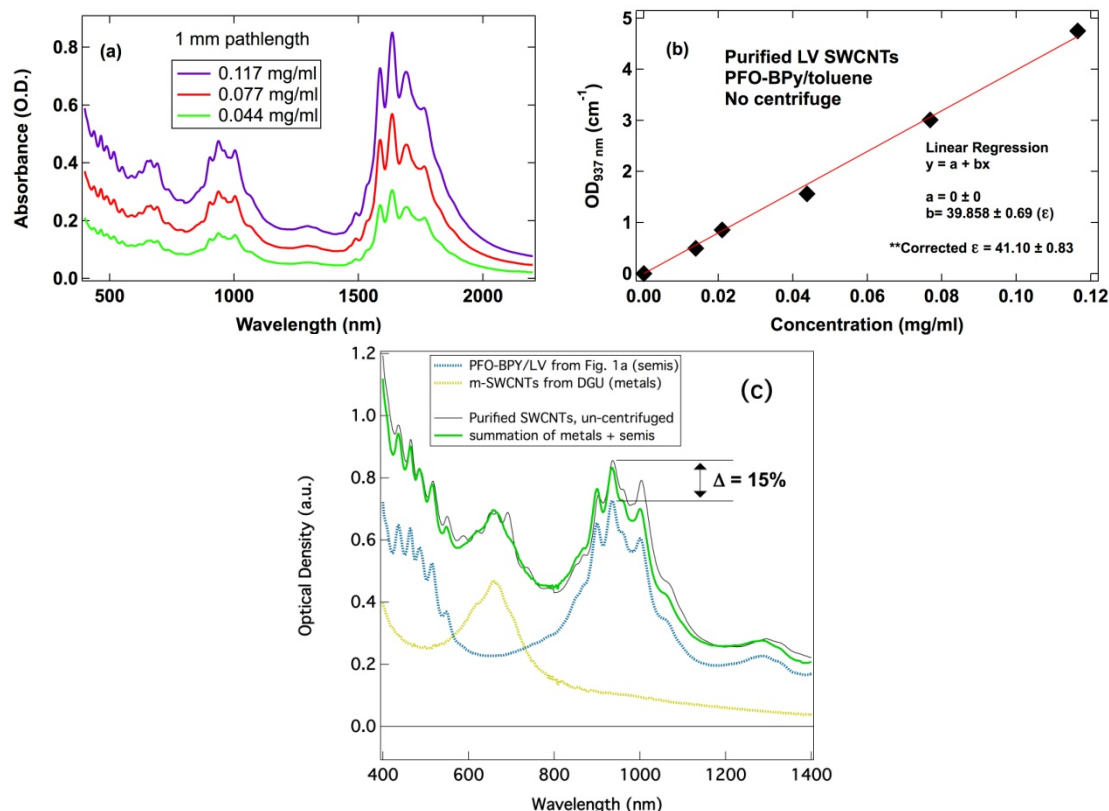 (a)
1 mm pathlength
0.117 mg/ml
0.077 mg/ml
0.044 mg/ml
Absorbance (O.D.)
0.8
0.6
0.4
0.2
0.0
500
1000
1500
2000
Wavelength (nm)
(b)
Purified LV SWCNTs
PFO-BPy/toluene
No centrifuge
Linear Regression
y = a + bx
a = 0 ± 0
b= 39.858 ± 0.69 (ε)
**Corrected ε = 41.10 ± 0.83
OD937 nm (cm⁻¹)
5
4
3
2
1
0
0.00
0.02
0.04
0.06
0.08
0.10
0.12
Concentration (mg/ml)
(c)
PFO-BPY/LV from Fig. 1a (semis)
m-SWCNTs from DGU (metals)
Purified SWCNTs, un-centrifuged
summation of metals + semis
Δ = 15%
Optical Density (a.u.)
1.2
1.0
0.8
0.6
0.4
0.2
0.0
400
600
800
1000
1200
1400
Wavelength (nm)